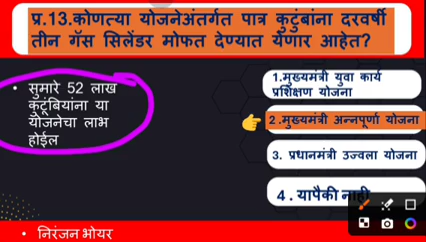 प्र.13.कोणत्या योजनेअंतर्गत पात्र कुटुंबांना दरवर्षी
तीन गॅस सिलेंडर मोफत देण्यात येणार आहेत?
• सुमारे 52 लाख
कुटूंबियांना या
योजनेचा लाभ
होईल
1.मुख्यमंत्री युवा कार्य
प्रशिक्षण योजना
2.मुख्यमंत्री अन्नपूर्णा योजना
3. प्रधानमंत्री उज्वला योजना
4. यापैकी नाही
• निरंजन भोयर